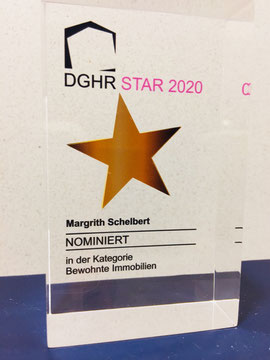 DGHR STAR 2020
Margrith Schelbert
NOMINIERT
in der Kategorie
Bewohnte Immobilien